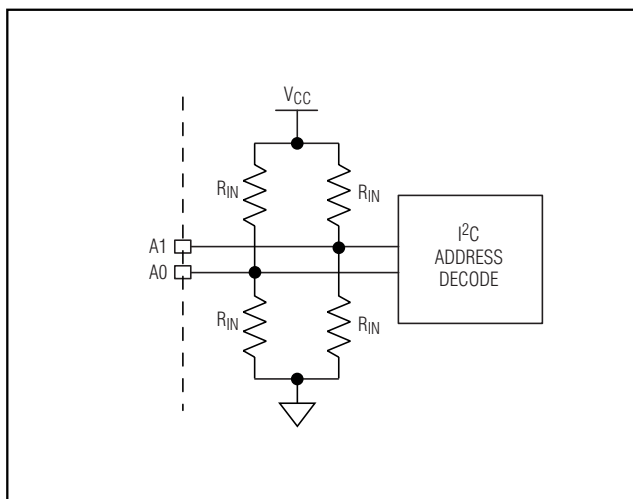 VCC
RIN
RIN
A1
A0
I²C
ADDRESS
DECODE
RIN
RIN